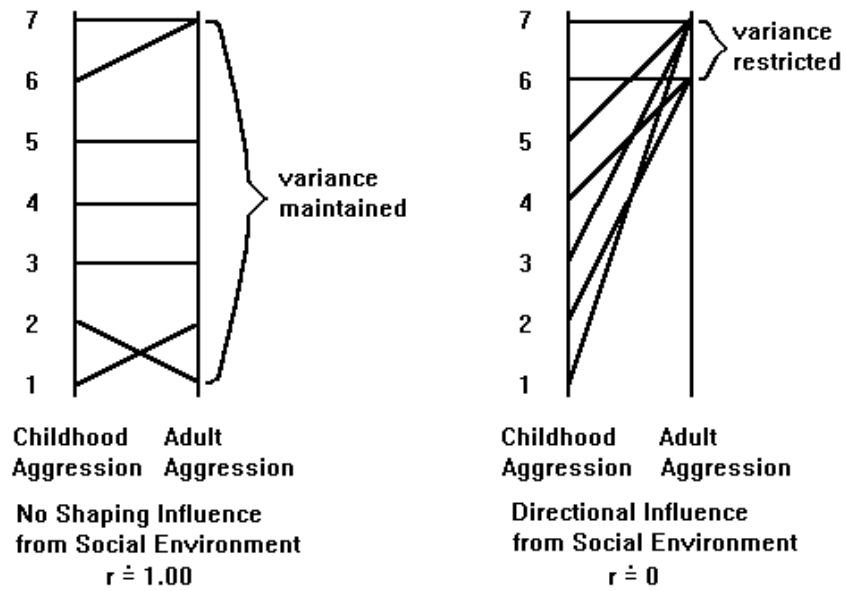 7
6
5
4
3
2
1
variance
maintained
Childhood Adult
Aggression Aggression
No Shaping Influence
from Social Environment
r ≐ 1.00
7
6
5
4
3
2
1
variance
restricted
Childhood Adult
Aggression Aggression
Directional Influence
from Social Environment
r ≐ 0